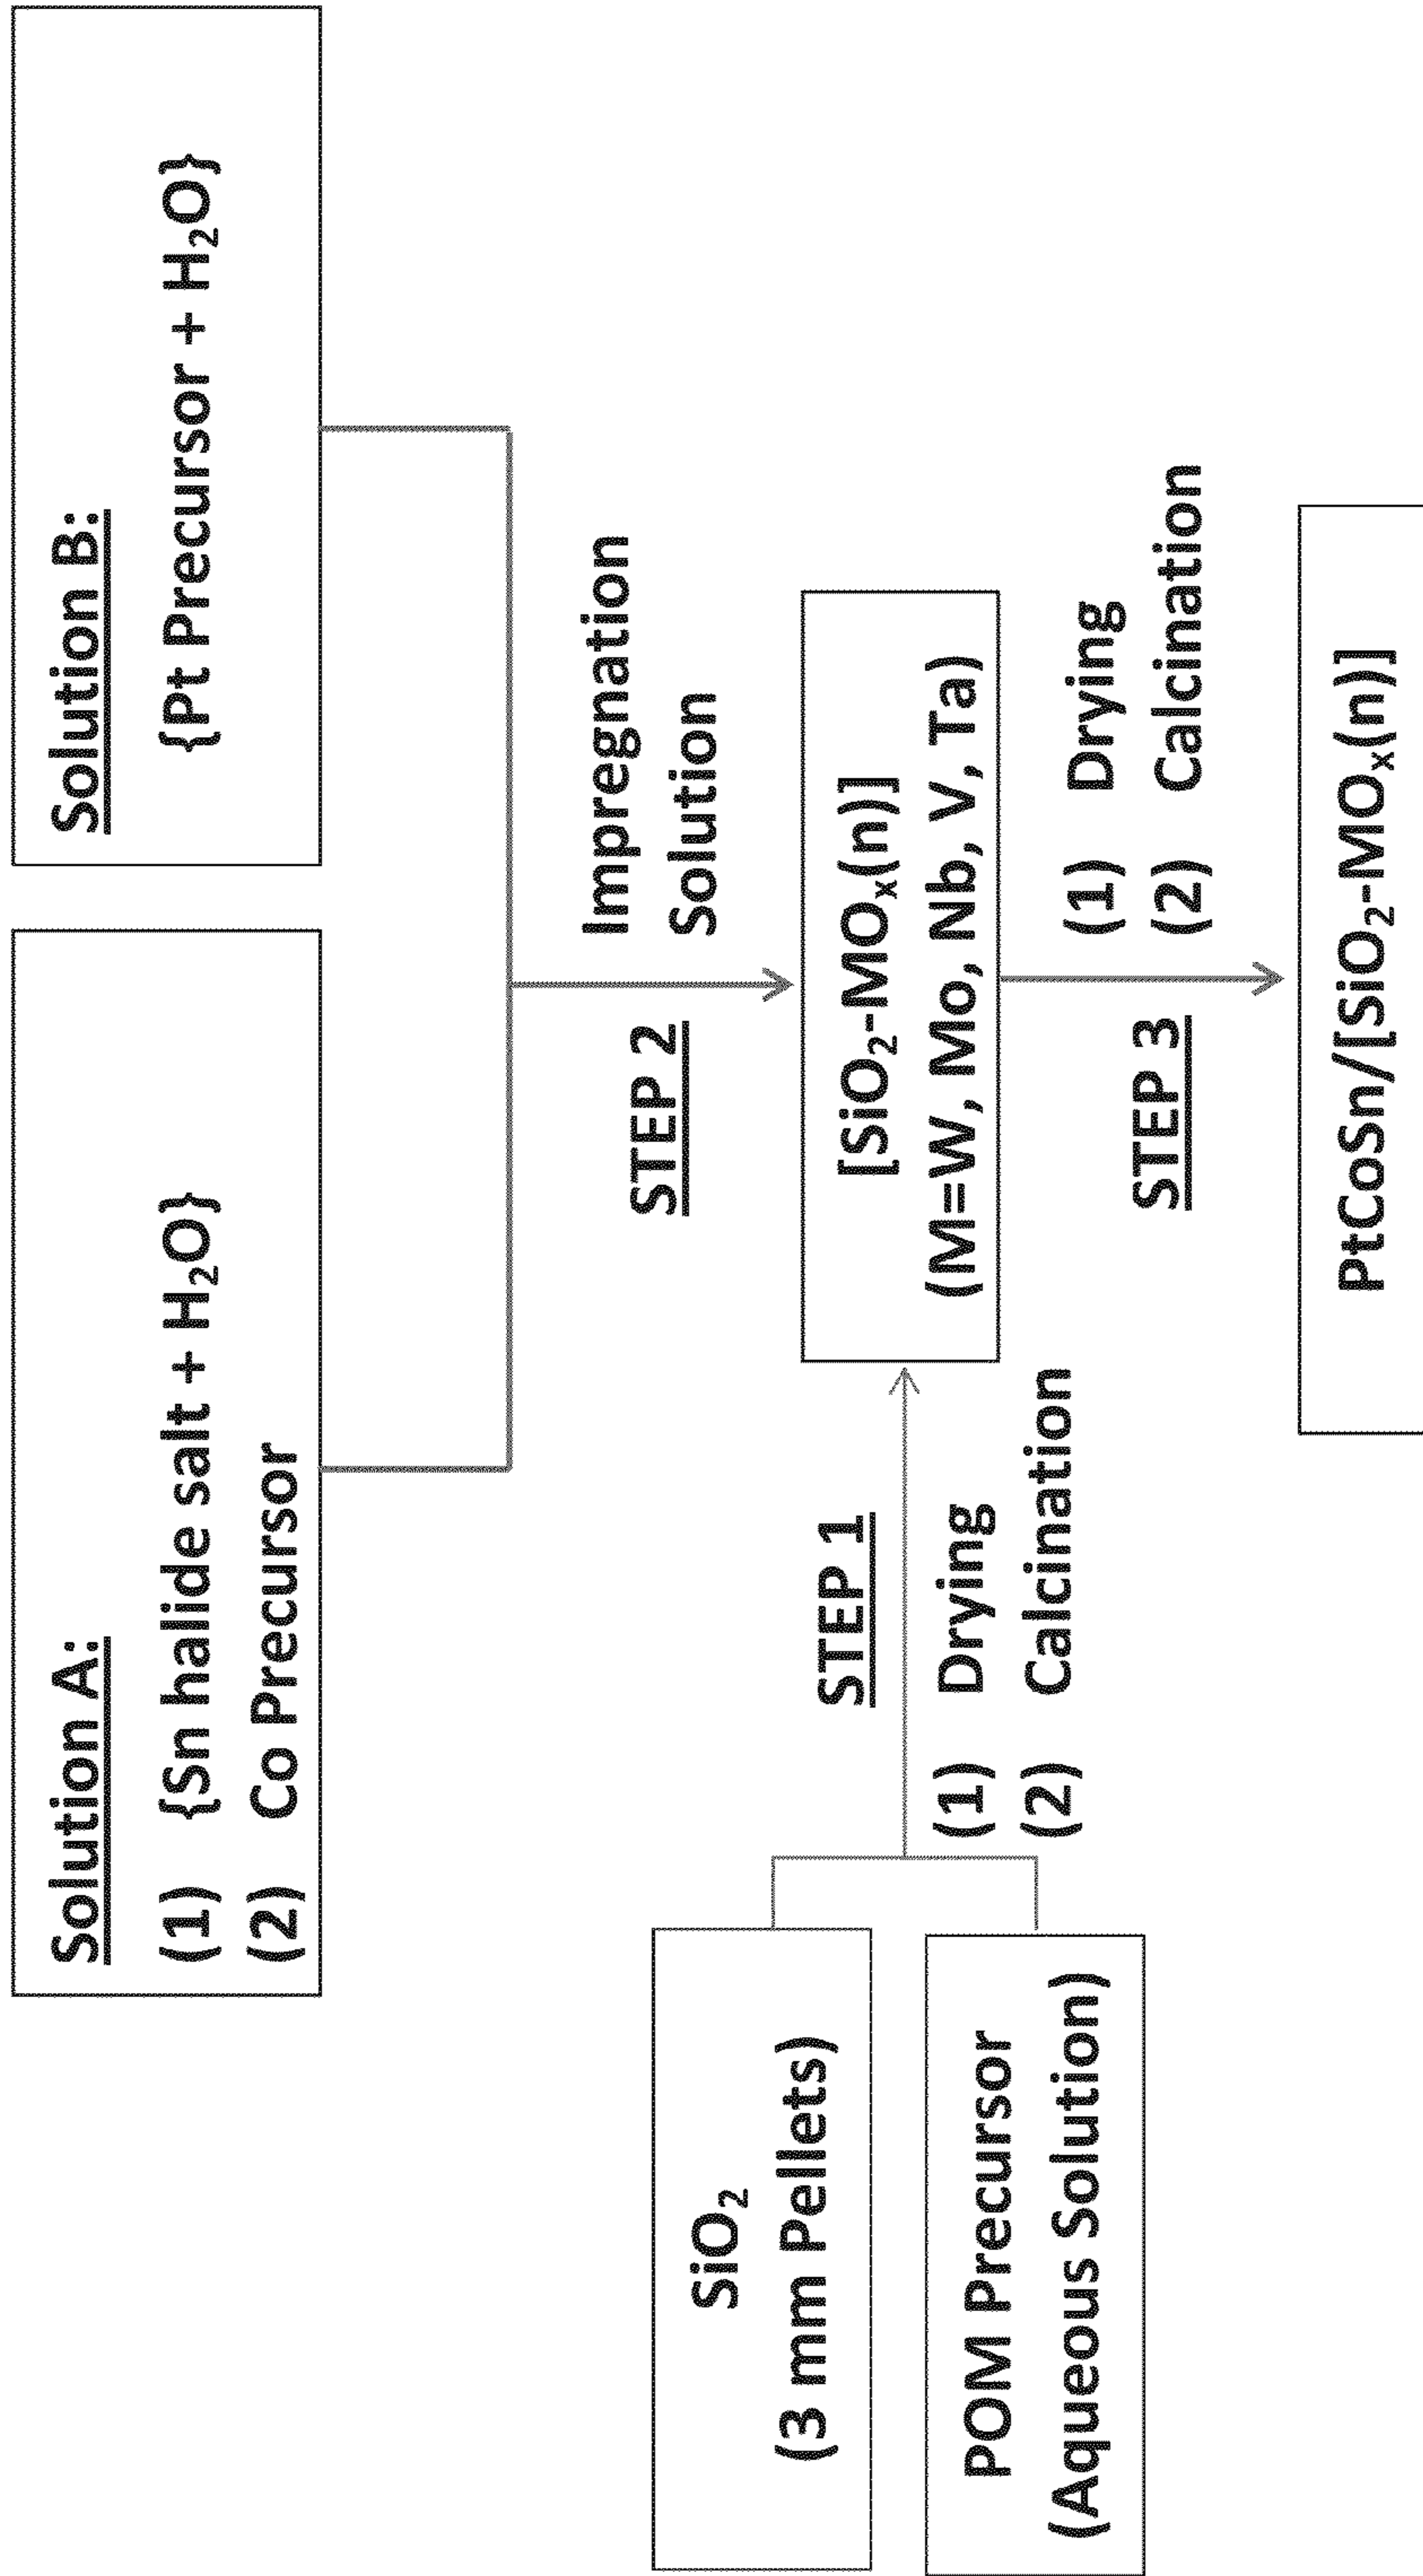 Solution A:
(1) {Sn halide salt + H₂O}
(2) Co Precursor
Solution B:
{Pt Precursor + H₂O}
STEP 2
Impregnation
Solution
SiO₂
(3 mm Pellets)
POM Precursor
(Aqueous Solution)
STEP 1
(1) Drying
(2) Calcination
[SiO₂-MOₓ(n)]
(M=W, Mo, Nb, V, Ta)
STEP 3
(1) Drying
(2) Calcination
PtCoSn/[SiO₂-MOₓ(n)]